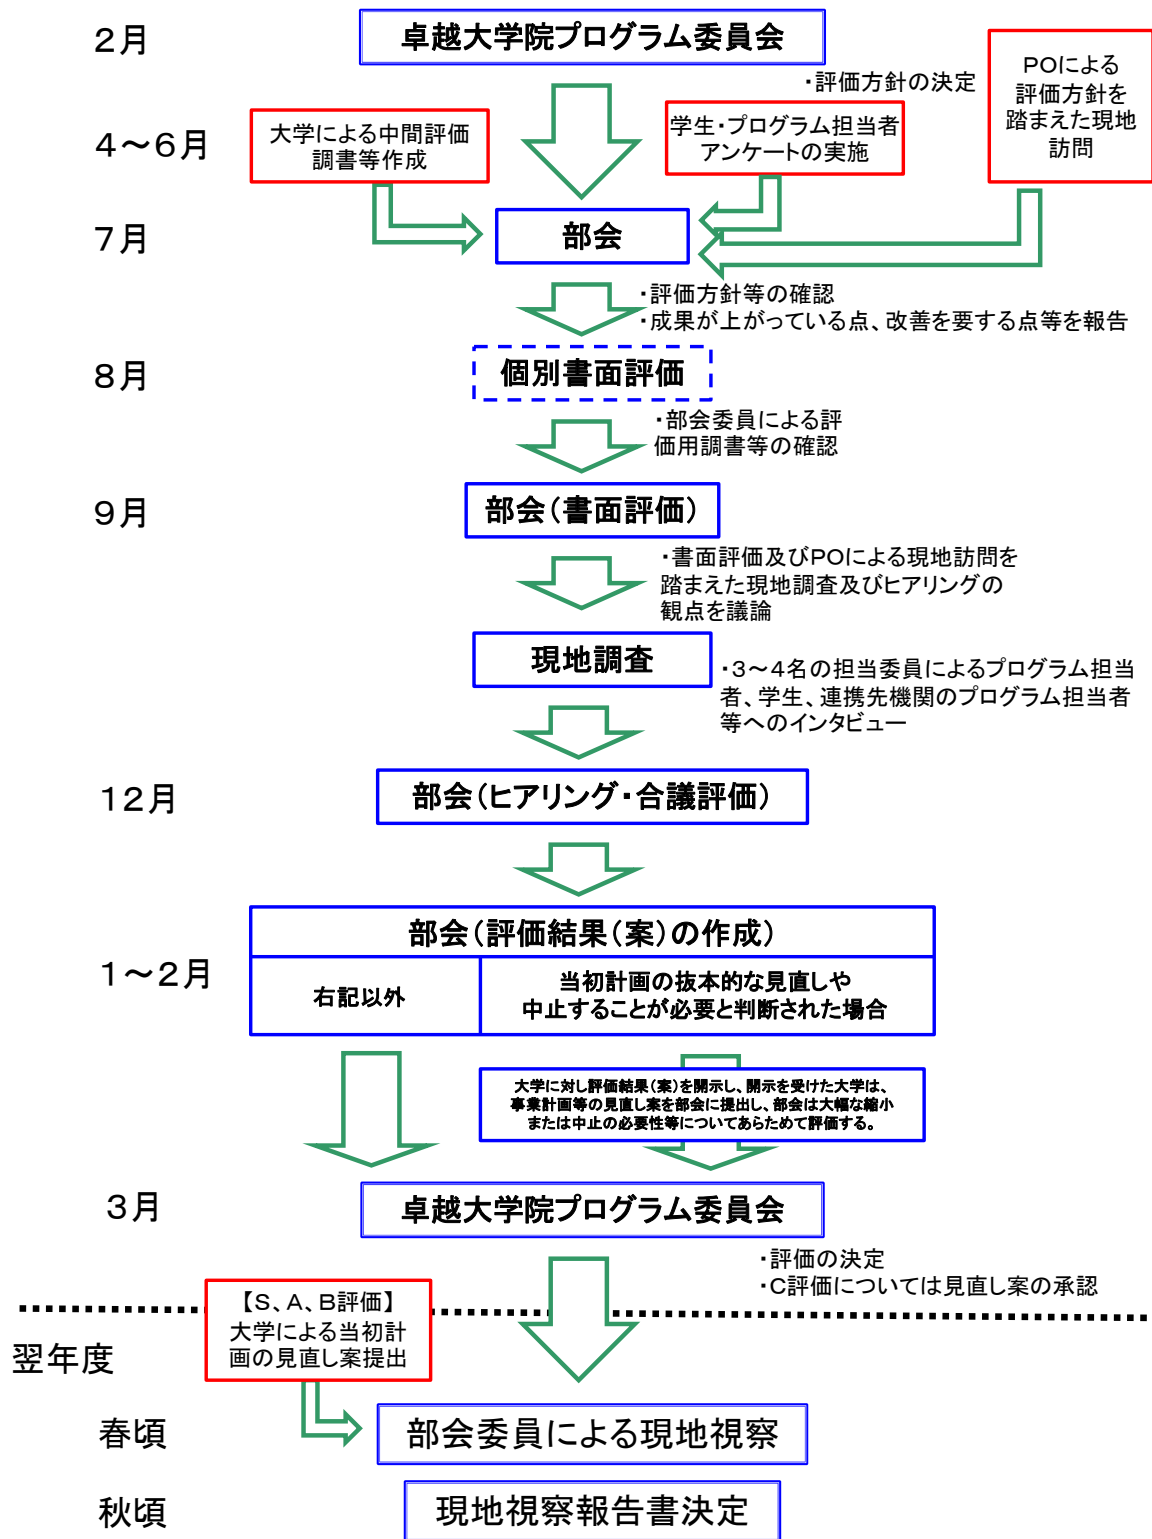 2月
卓越大学院プログラム委員会
・評価方針の決定
POによる
評価方針を
踏まえた現地
訪問
4～6月
大学による中間評価
調書等作成
学生・プログラム担当者
アンケートの実施
7月
部会
・評価方針等の確認
・成果が上がっている点、改善を要する点等を報告
8月
個別書面評価
・部会委員による評
価用調書等の確認
9月
部会（書面評価）
・書面評価及びPOによる現地訪問を
踏まえた現地調査及びヒアリングの
観点を議論
現地調査
・3～4名の担当委員によるプログラム担当
者、学生、連携先機関のプログラム担当者
等へのインタビュー
12月
部会（ヒアリング・合議評価）
1～2月
部会（評価結果（案）の作成）
右記以外
当初計画の抜本的な見直しや
中止することが必要と判断された場合
大学に対し評価結果（案）を開示し、開示を受けた大学は、
事業計画等の見直し案を部会に提出し、部会は大幅な縮小
または中止の必要性等についてあらためて評価する。
3月
卓越大学院プログラム委員会
・評価の決定
・C評価については見直し案の承認
【S、A、B評価】
大学による当初計
画の見直し案提出
翌年度
春頃
部会委員による現地視察
秋頃
現地視察報告書決定